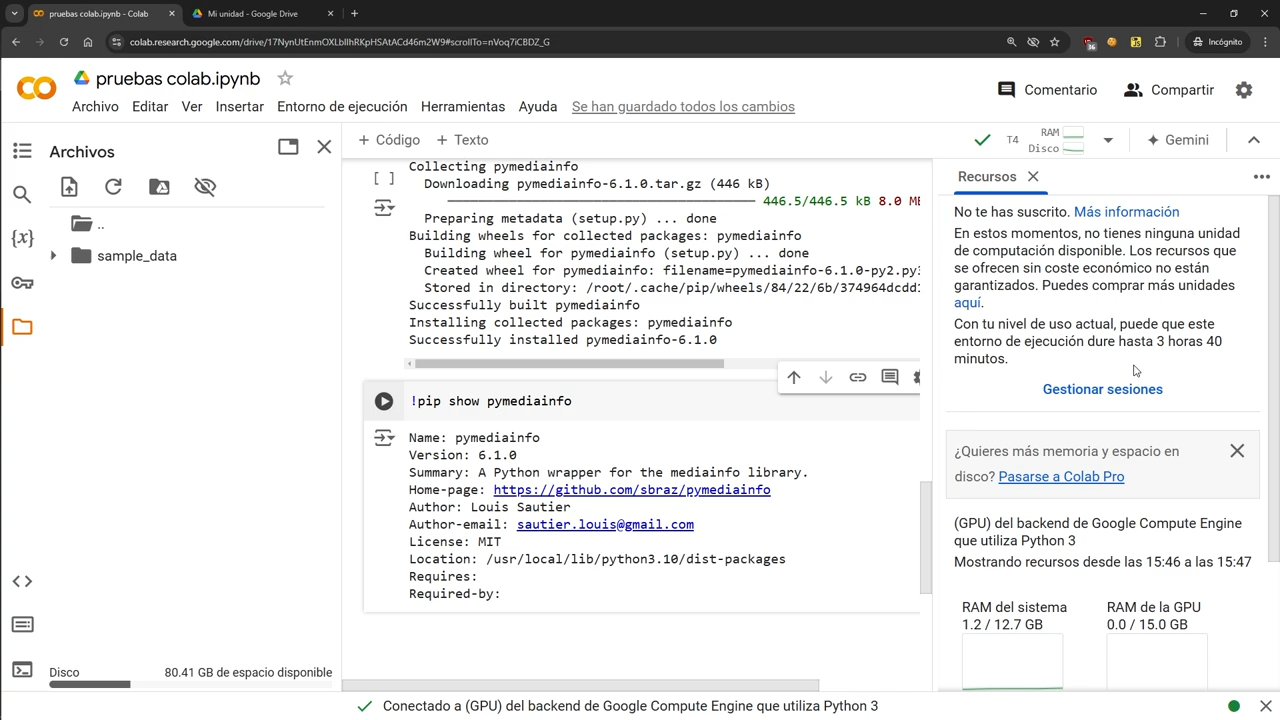 pruebas colab.ipynb - Colab
Mi unidad - Google Drive
colab.research.google.com/drive/17NynUtEnmOXLblIhRKpHSAtACd46m2W9#scrollTo=nVoq7iCBDZ_G
Incógnito
pruebas colab.ipynb
Archivo Editar Ver Insertar Entorno de ejecución Herramientas Ayuda Se han guardado todos los cambios
Comentario
Compartir
Archivos
..
sample_data
Disco
80.41 GB de espacio disponible
+ Código + Texto
T4
RAM
Disco
Gemini
[ ]
Collecting pymediainfo
Downloading pymediainfo-6.1.0.tar.gz (446 kB)
446.5/446.5 kB 8.0 MB
Preparing metadata (setup.py) ... done
Building wheels for collected packages: pymediainfo
Building wheel for pymediainfo (setup.py) ... done
Created wheel for pymediainfo: filename=pymediainfo-6.1.0-py2.py3
Stored in directory: /root/.cache/pip/wheels/84/22/6b/374964dcdd1
Successfully built pymediainfo
Installing collected packages: pymediainfo
Successfully installed pymediainfo-6.1.0
!pip show pymediainfo
Name: pymediainfo
Version: 6.1.0
Summary: A Python wrapper for the mediainfo library.
Home-page: https://github.com/sbraz/pymediainfo
Author: Louis Sautier
Author-email: sautier.louis@gmail.com
License: MIT
Location: /usr/local/lib/python3.10/dist-packages
Requires:
Required-by:
Recursos
No te has suscrito. Más información
En estos momentos, no tienes ninguna unidad
de computación disponible. Los recursos que
se ofrecen sin coste económico no están
garantizados. Puedes comprar más unidades
aquí.
Con tu nivel de uso actual, puede que este
entorno de ejecución dure hasta 3 horas 40
minutos.
Gestionar sesiones
¿Quieres más memoria y espacio en
disco? Pasarse a Colab Pro
(GPU) del backend de Google Compute Engine
que utiliza Python 3
Mostrando recursos desde las 15:46 a las 15:47
RAM del sistema
1.2 / 12.7 GB
RAM de la GPU
0.0 / 15.0 GB
Conectado a (GPU) del backend de Google Compute Engine que utiliza Python 3